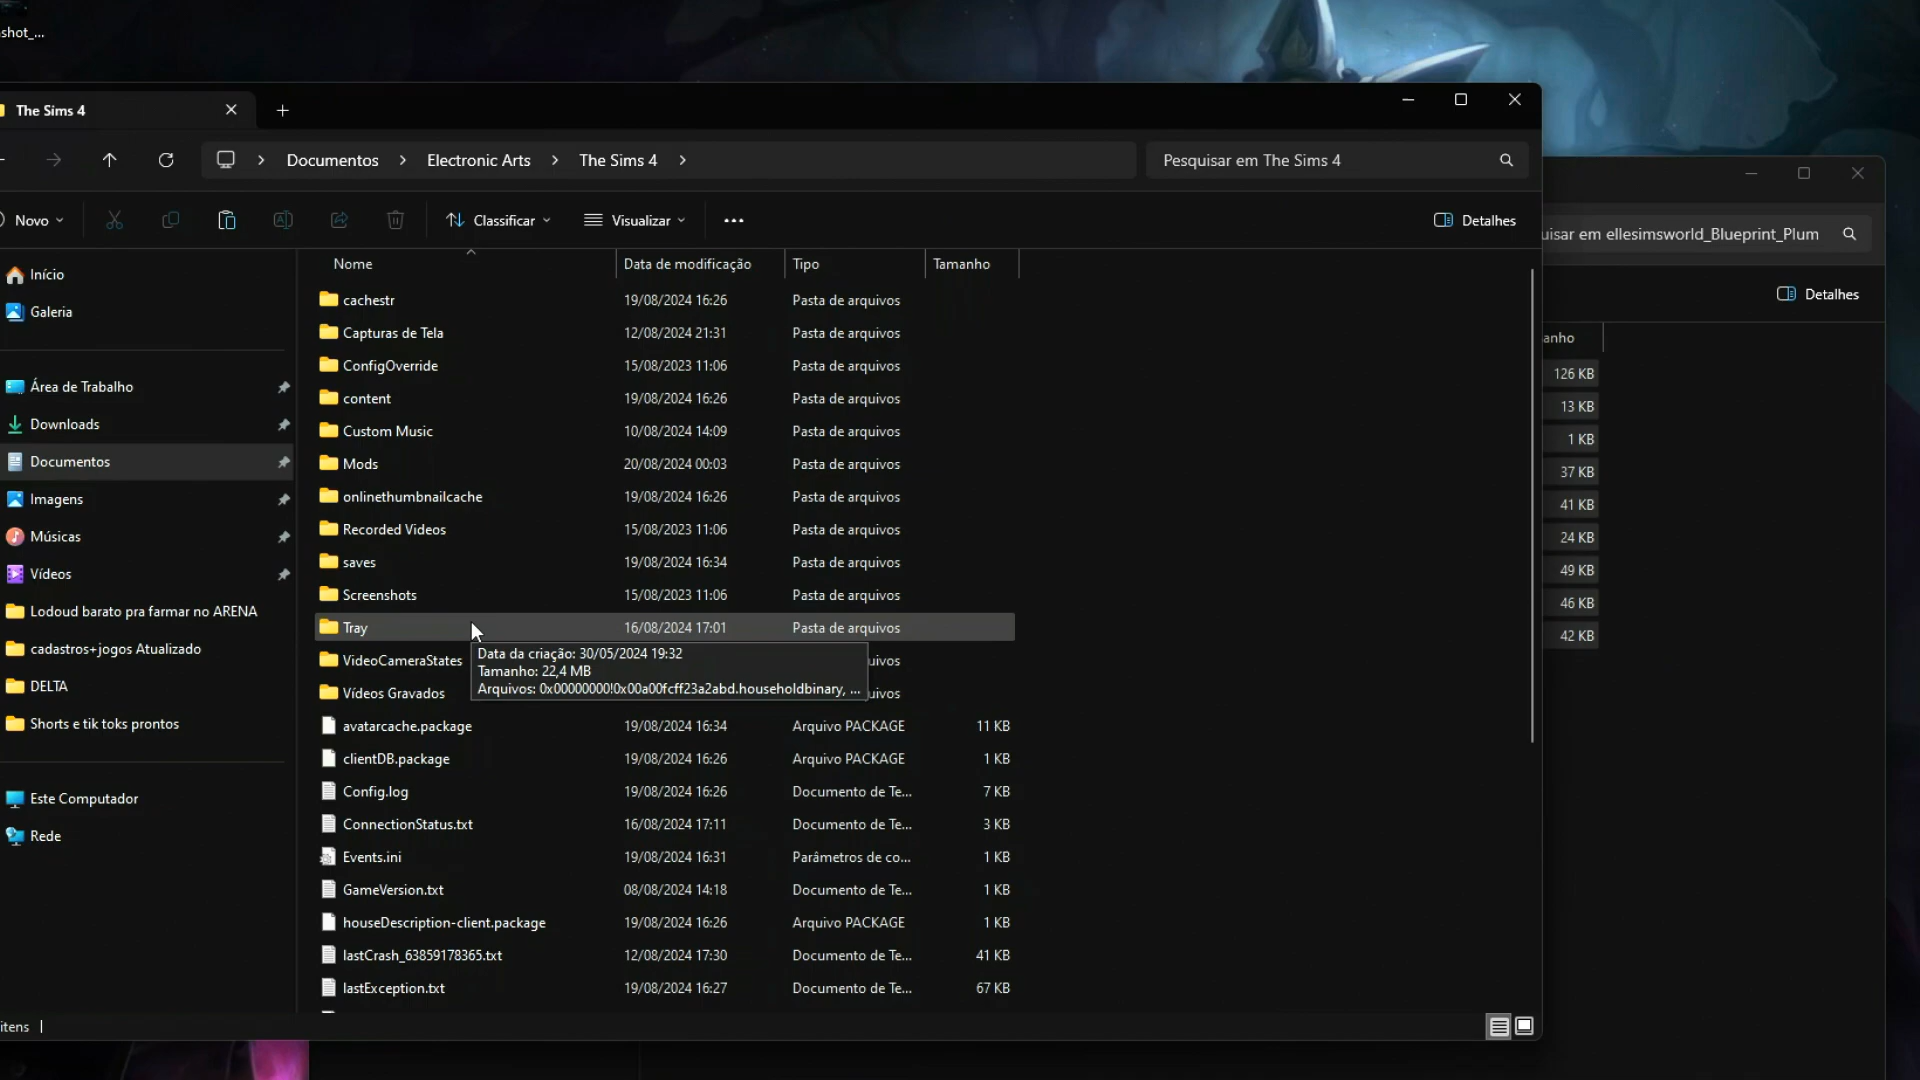 shot_...
The Sims 4
Documentos > Electronic Arts > The Sims 4 >
Pesquisar em The Sims 4
Novo
Classificar
Visualizar
Detalhes
Nome Data de modificação Tipo Tamanho
Início
Galeria
Área de Trabalho
Downloads
Documentos
Imagens
Músicas
Vídeos
Lodoud barato pra farmar no ARENA
cadastros+jogos Atualizado
DELTA
Shorts e tik toks prontos
Este Computador
Rede
cachestr 19/08/2024 16:26 Pasta de arquivos
Capturas de Tela 12/08/2024 21:31 Pasta de arquivos
ConfigOverride 15/08/2023 11:06 Pasta de arquivos
content 19/08/2024 16:26 Pasta de arquivos
Custom Music 10/08/2024 14:09 Pasta de arquivos
Mods 20/08/2024 00:03 Pasta de arquivos
onlinethumbnailcache 19/08/2024 16:26 Pasta de arquivos
Recorded Videos 15/08/2023 11:06 Pasta de arquivos
saves 19/08/2024 16:34 Pasta de arquivos
Screenshots 15/08/2023 11:06 Pasta de arquivos
Tray 16/08/2024 17:01 Pasta de arquivos
VideoCameraStates uivos
Vídeos Gravados uivos
Data da criação: 30/05/2024 19:32
Tamanho: 22,4 MB
Arquivos: 0x00000000!0x00a00fcff23a2abd.householdbinary, ...
avatarcache.package 19/08/2024 16:34 Arquivo PACKAGE 11 KB
clientDB.package 19/08/2024 16:26 Arquivo PACKAGE 1 KB
Config.log 19/08/2024 16:26 Documento de Te... 7 KB
ConnectionStatus.txt 16/08/2024 17:11 Documento de Te... 3 KB
Events.ini 19/08/2024 16:31 Parâmetros de co... 1 KB
GameVersion.txt 08/08/2024 14:18 Documento de Te... 1 KB
houseDescription-client.package 19/08/2024 16:26 Arquivo PACKAGE 1 KB
lastCrash_63859178365.txt 12/08/2024 17:30 Documento de Te... 41 KB
lastException.txt 19/08/2024 16:27 Documento de Te... 67 KB
itens
uisar em ellesimsworld_Blueprint_Plum
Detalhes
anho
126 KB
13 KB
1 KB
37 KB
41 KB
24 KB
49 KB
46 KB
42 KB